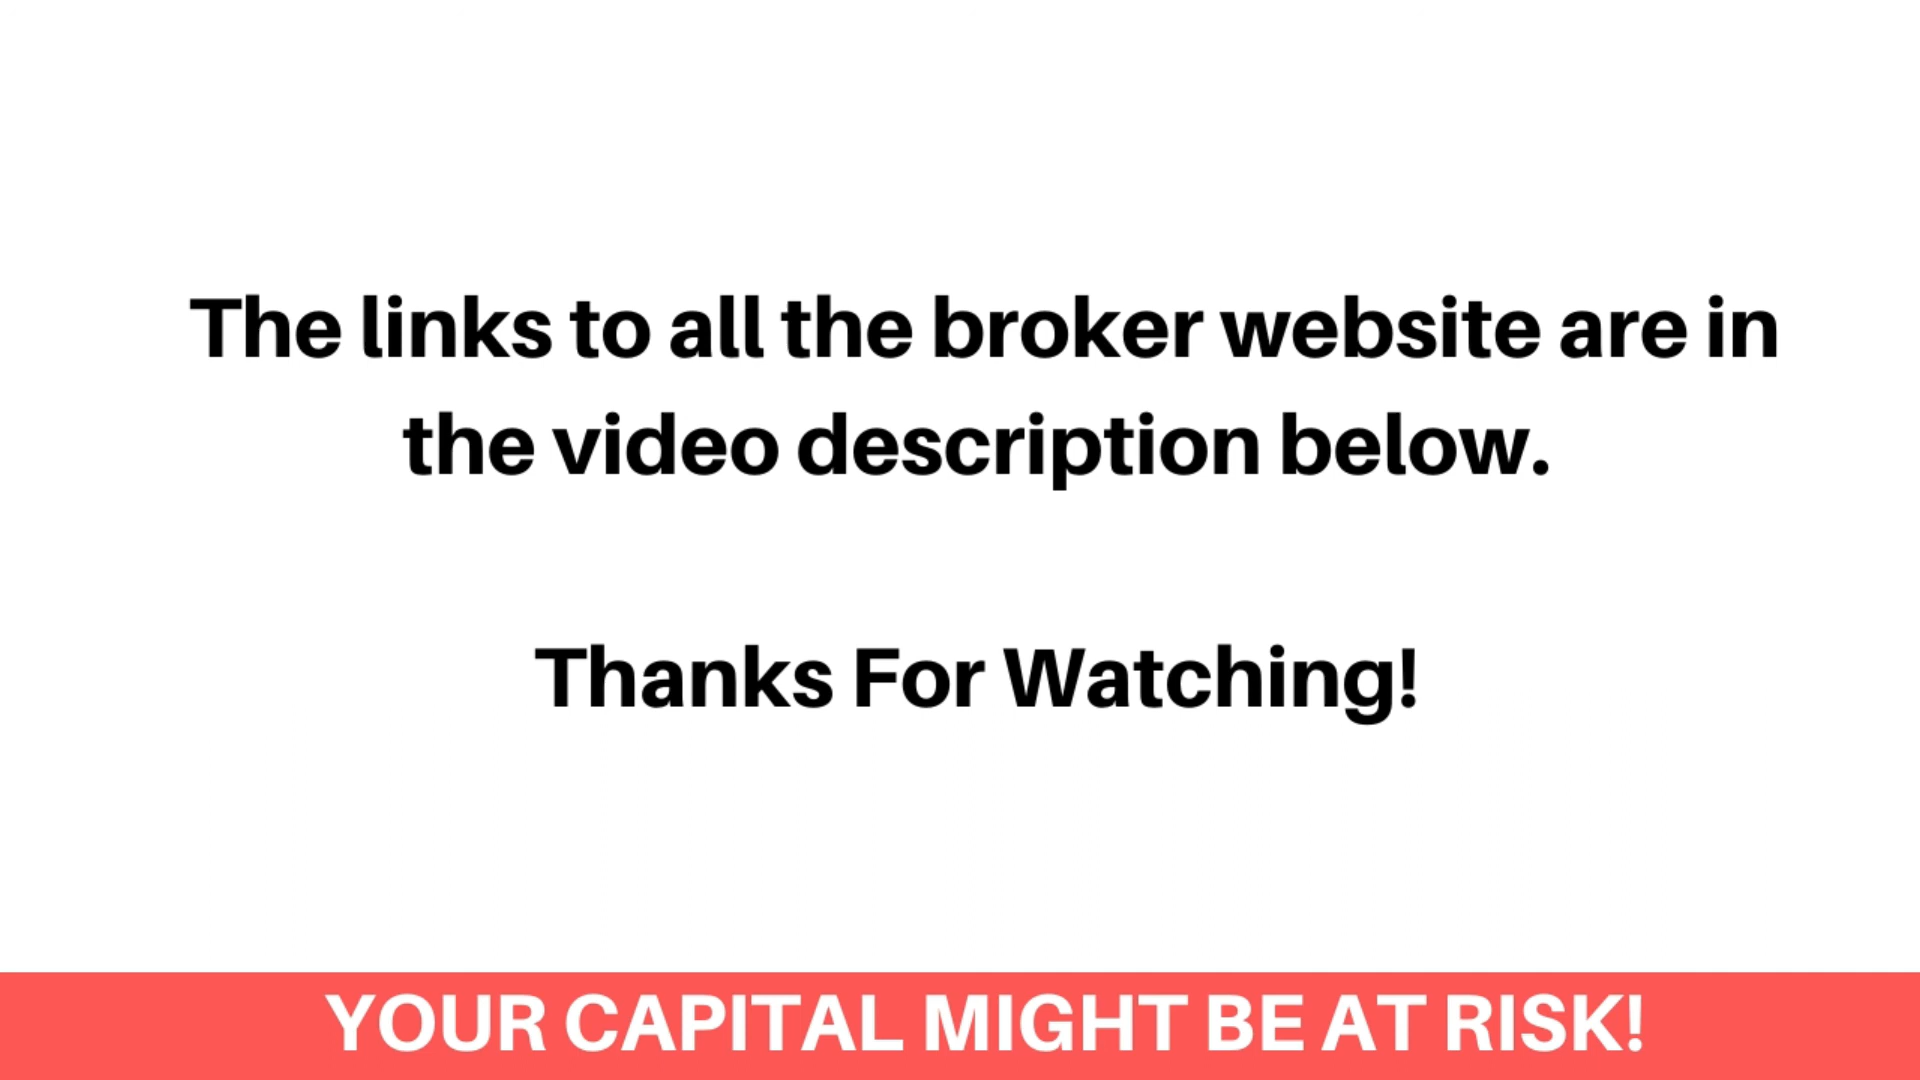 The links to all the broker website are in
the video description below.
Thanks For Watching!
YOUR CAPITAL MIGHT BE AT RISK!